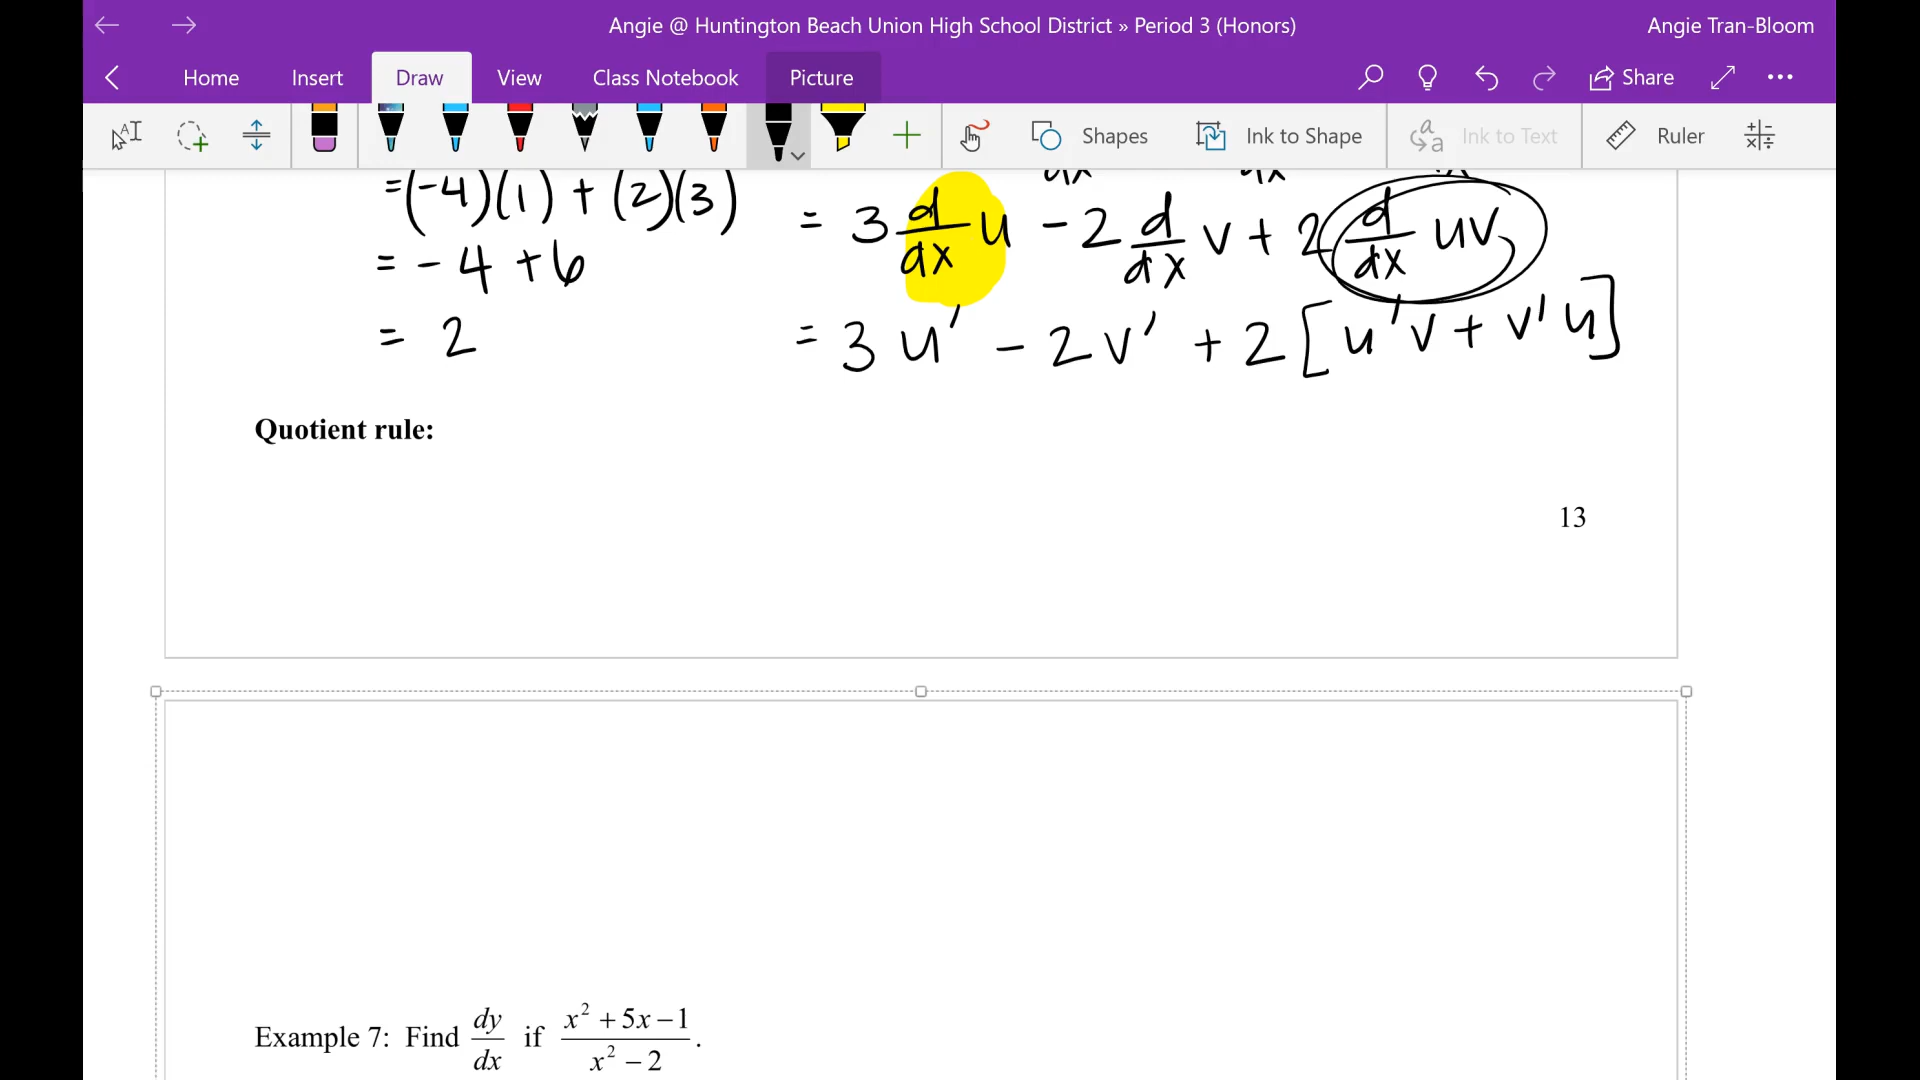 Angie @ Huntington Beach Union High School District » Period 3 (Honors) Angie Tran-Bloom
Home Insert Draw View Class Notebook Picture Share
Shapes Ink to Shape Ink to Text Ruler
=(-4)(1) + (2)(3)
= -4 + 6
= 2
= 3 d/dx u - 2 d/dx v + 2 d/dx uv
= 3u' - 2v' + 2[u'v + v'u]
Quotient rule:
13
Example 7: Find dy/dx if (x² + 5x − 1)/(x² − 2).